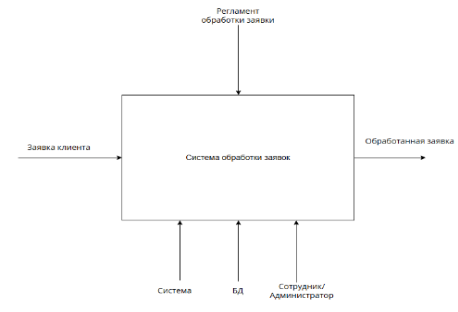 Регламент
обработки заявки
Заявка клиента
Система обработки заявок
Обработанная заявка
Система
БД
Сотрудник/
Администратор